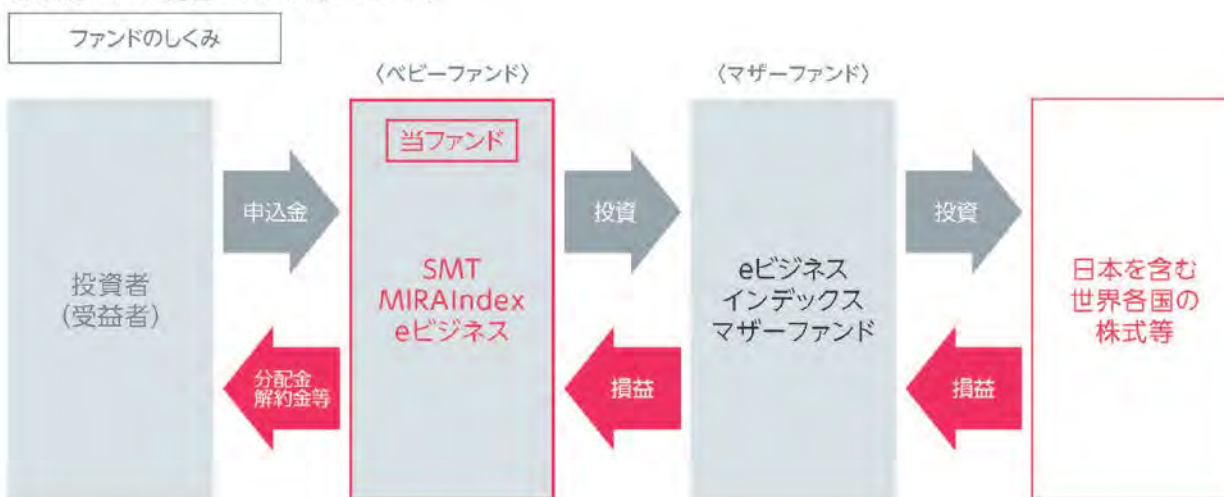 ファンドのしくみ
〈ベビーファンド〉
〈マザーファンド〉
投資者
(受益者)
申込金
分配金
解約金等
当ファンド
SMT
MIRAIndex
eビジネス
投資
損益
eビジネス
インデックス
マザーファンド
投資
損益
日本を含む
世界各国の
株式等